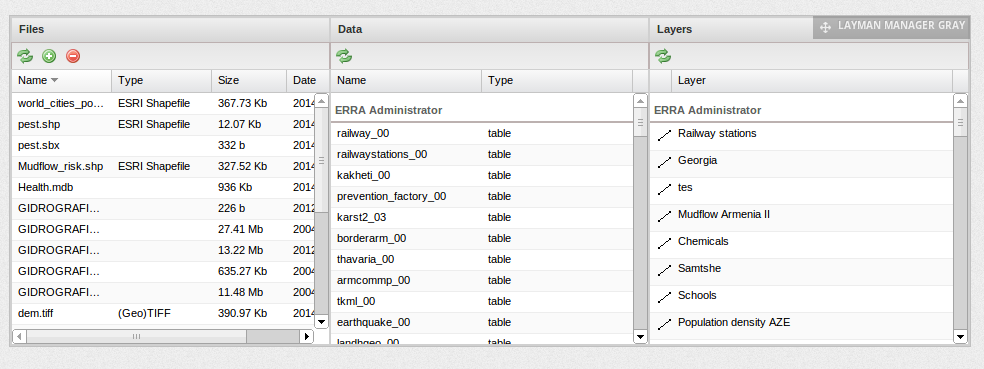 Files
Data
Layers
LAYMAN MANAGER GRAY
Name Type Size Date
world_cities_po... ESRI Shapefile 367.73 Kb 2014
pest.shp ESRI Shapefile 12.07 Kb 2014
pest.sbx 332 b 2014
Mudflow_risk.shp ESRI Shapefile 327.52 Kb 2014
Health.mdb 936 Kb 2014
GIDROGRAFI... 226 b 2012
GIDROGRAFI... 27.41 Mb 2004
GIDROGRAFI... 13.22 Mb 2012
GIDROGRAFI... 635.27 Kb 2004
GIDROGRAFI... 11.48 Mb 2004
dem.tiff (Geo)TIFF 390.97 Kb 2014
Name Type
ERRA Administrator
railway_00 table
railwaystations_00 table
kakheti_00 table
prevention_factory_00 table
karst2_03 table
borderarm_00 table
thavaria_00 table
armcommp_00 table
tkml_00 table
earthquake_00 table
landhgeo_00 table
Layer
ERRA Administrator
Railway stations
Georgia
tes
Mudflow Armenia II
Chemicals
Samtshe
Schools
Population density AZE